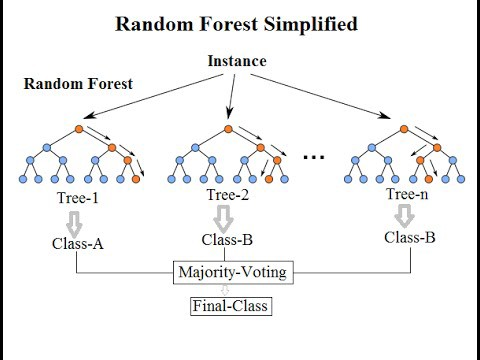 Random Forest Simplified
Instance
Random Forest
...
Tree-1
Tree-2
Tree-n
Class-A
Class-B
Class-B
Majority-Voting
Final-Class